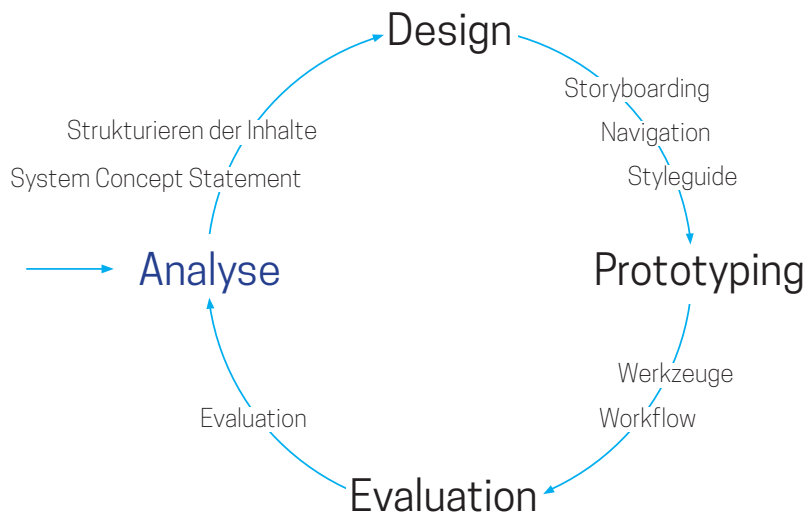 Design
Storyboarding
Strukturieren der Inhalte
Navigation
System Concept Statement
Styleguide
Analyse
Prototyping
Werkzeuge
Evaluation
Workflow
Evaluation